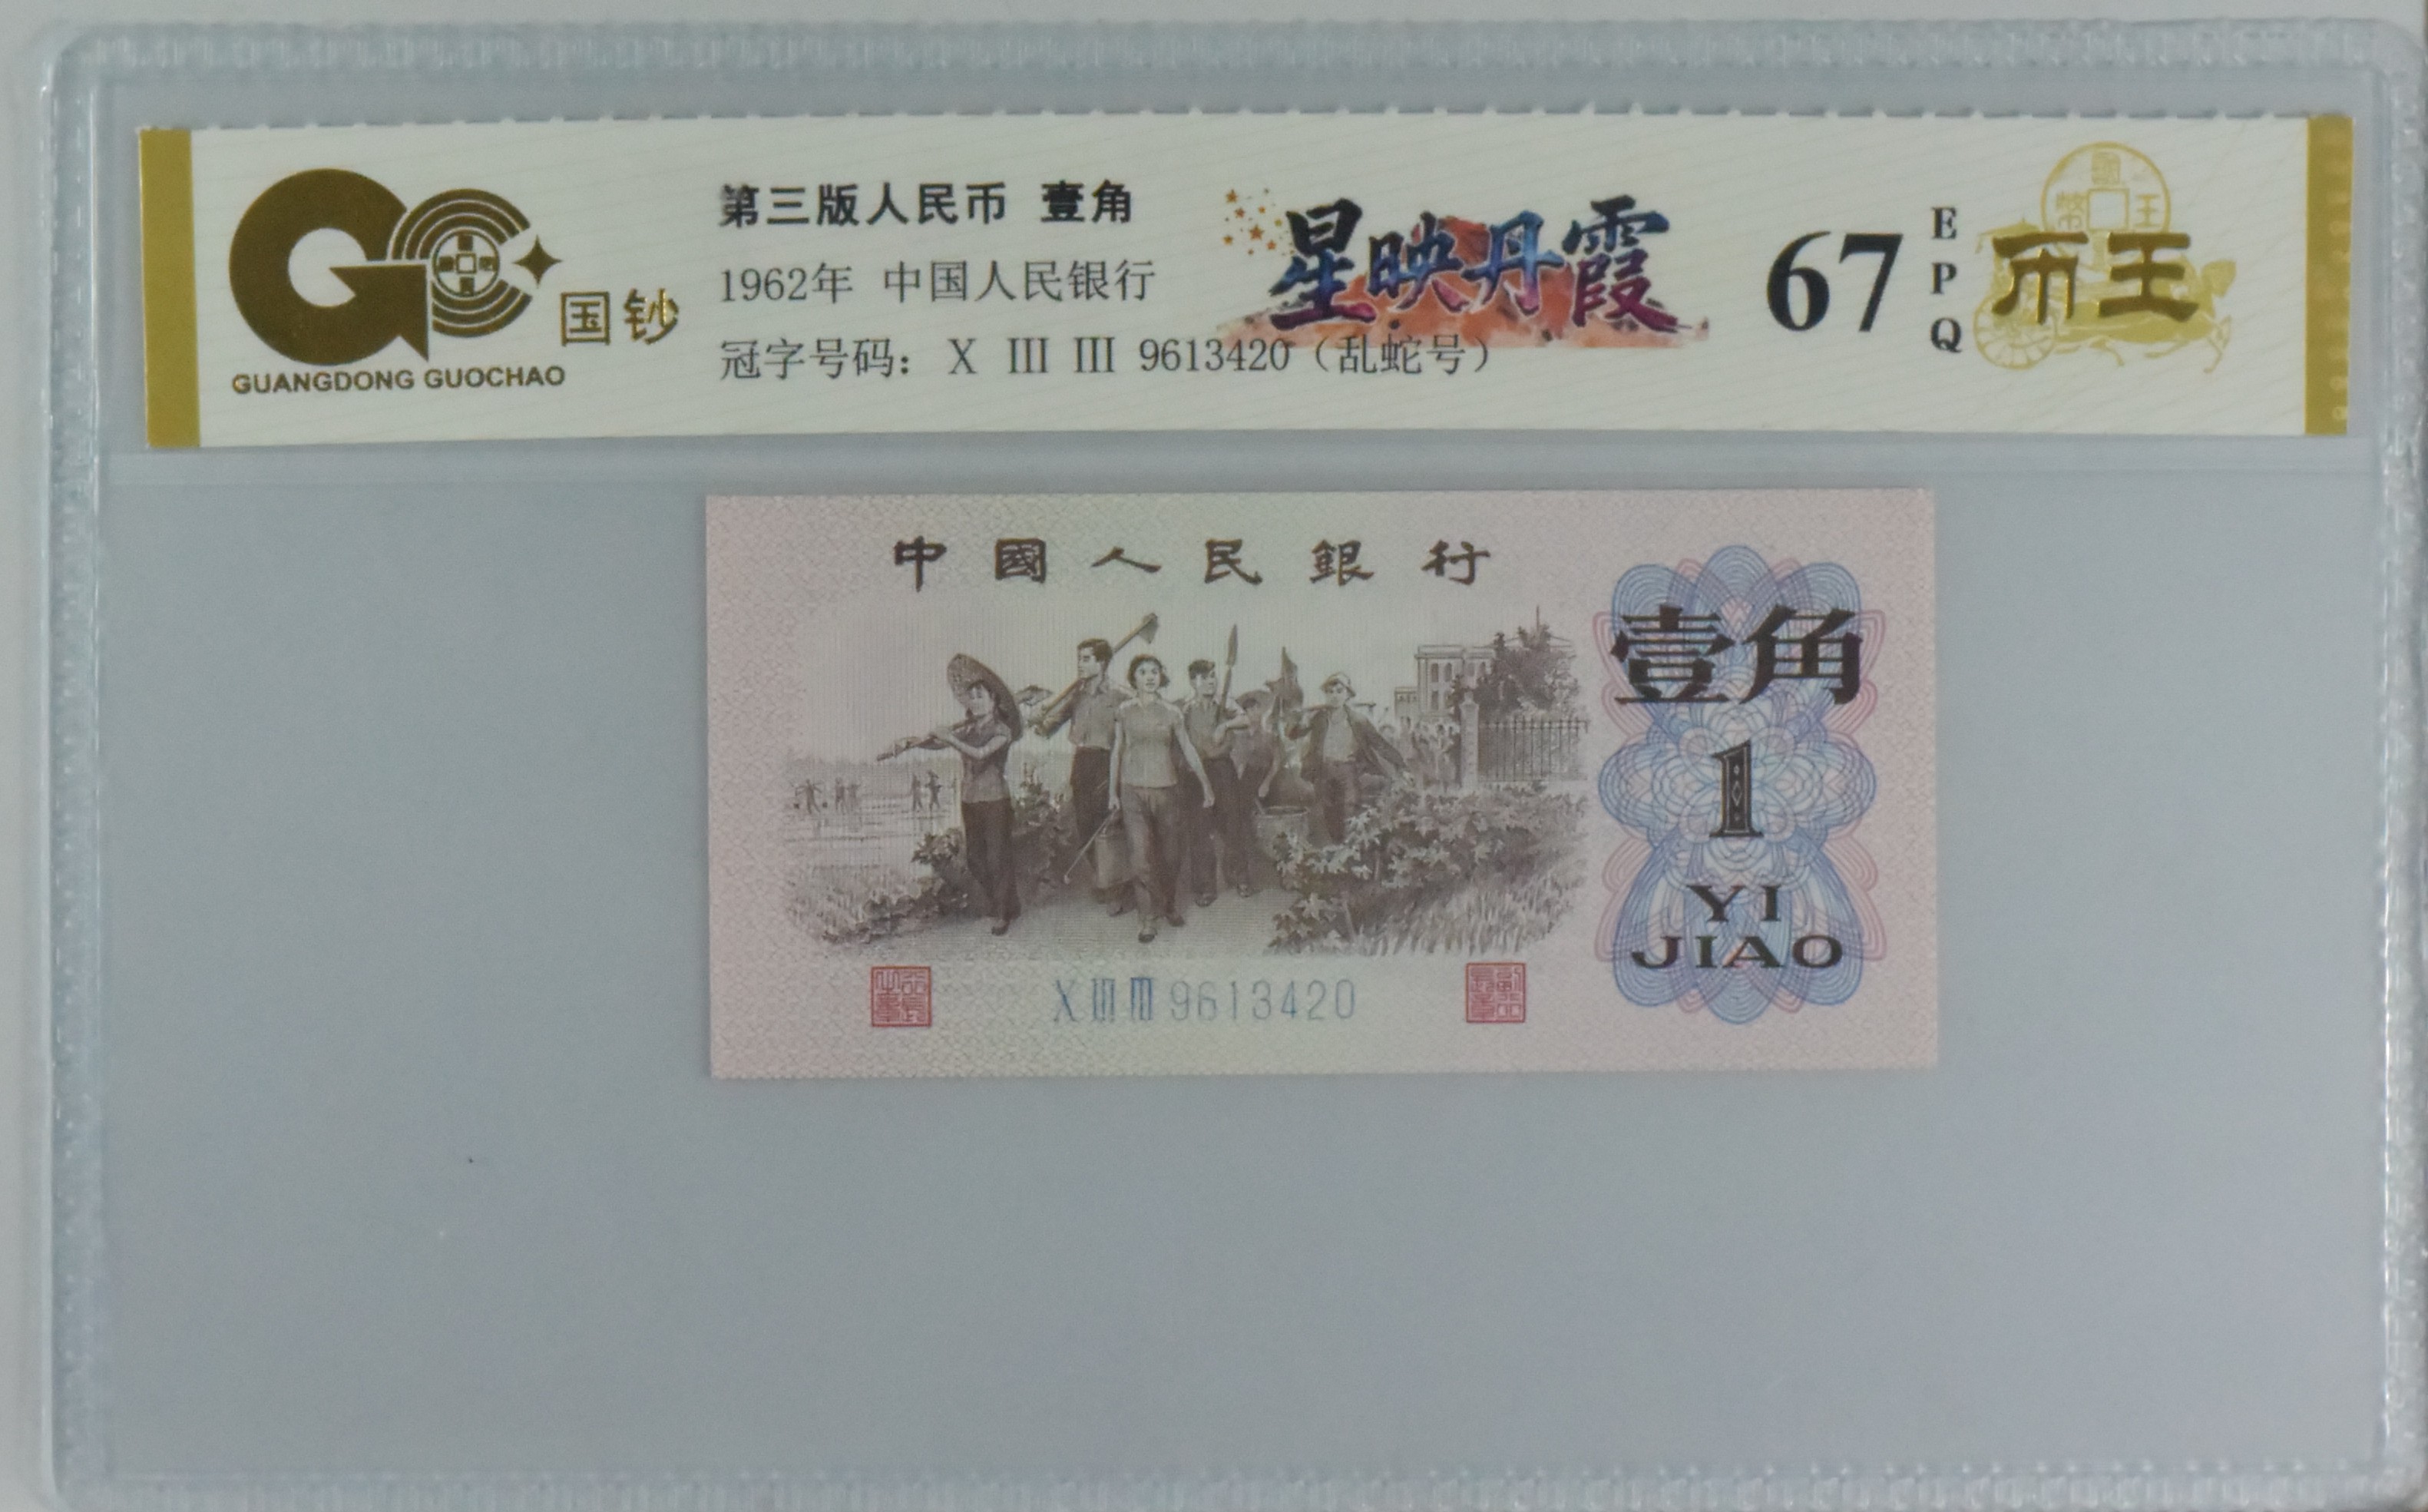 国钞
GUANGDONG GUOCHAO
第三版人民币 壹角
1962年 中国人民银行
冠字号码： X III III 9613420（乱蛇号）
星映丹霞
67
EPQ
币王
中國人民銀行
壹角
1
YI
JIAO
X III III 9613420